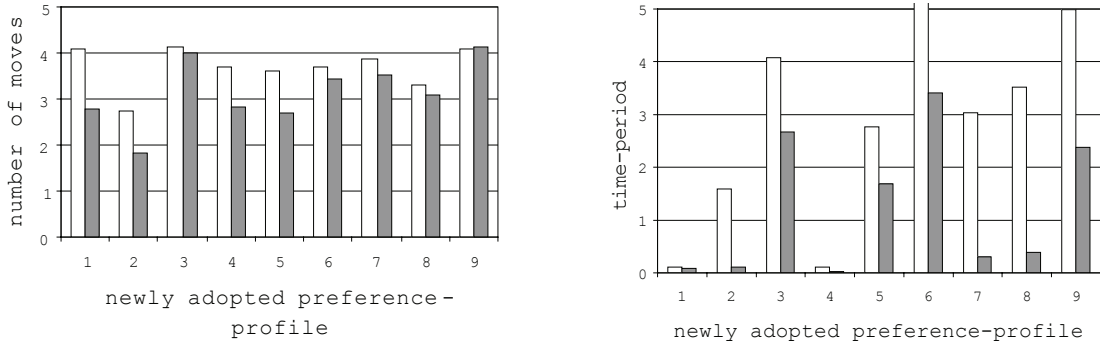 number of moves
5
4
3
2
1
0
1 2 3 4 5 6 7 8 9
newly adopted preference-
profile
time-period
5
4
3
2
1
0
1 2 3 4 5 6 7 8 9
newly adopted preference-profile